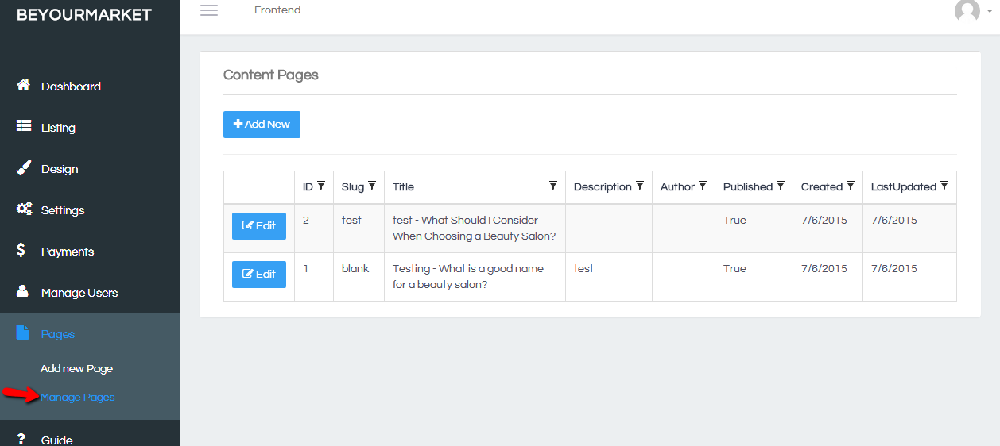 BEYOURMARKET
Frontend
Dashboard
Listing
Design
Settings
Payments
Manage Users
Pages
Add new Page
Manage Pages
Guide
Content Pages
Add New
ID Slug Title Description Author Published Created LastUpdated
Edit 2 test test - What Should I Consider True 7/6/2015 7/6/2015
When Choosing a Beauty Salon?
Edit 1 blank Testing - What is a good name test True 7/6/2015 7/6/2015
for a beauty salon?